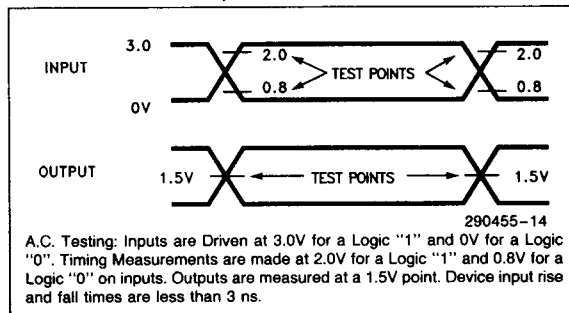 3.0
INPUT
2.0
0.8
TEST POINTS
2.0
0.8
0V
OUTPUT
1.5V
TEST POINTS
1.5V
290455-14
A.C. Testing: Inputs are Driven at 3.0V for a Logic "1" and 0V for a Logic
"0". Timing Measurements are made at 2.0V for a Logic "1" and 0.8V for a
Logic "0" on inputs. Outputs are measured at a 1.5V point. Device input rise
and fall times are less than 3 ns.